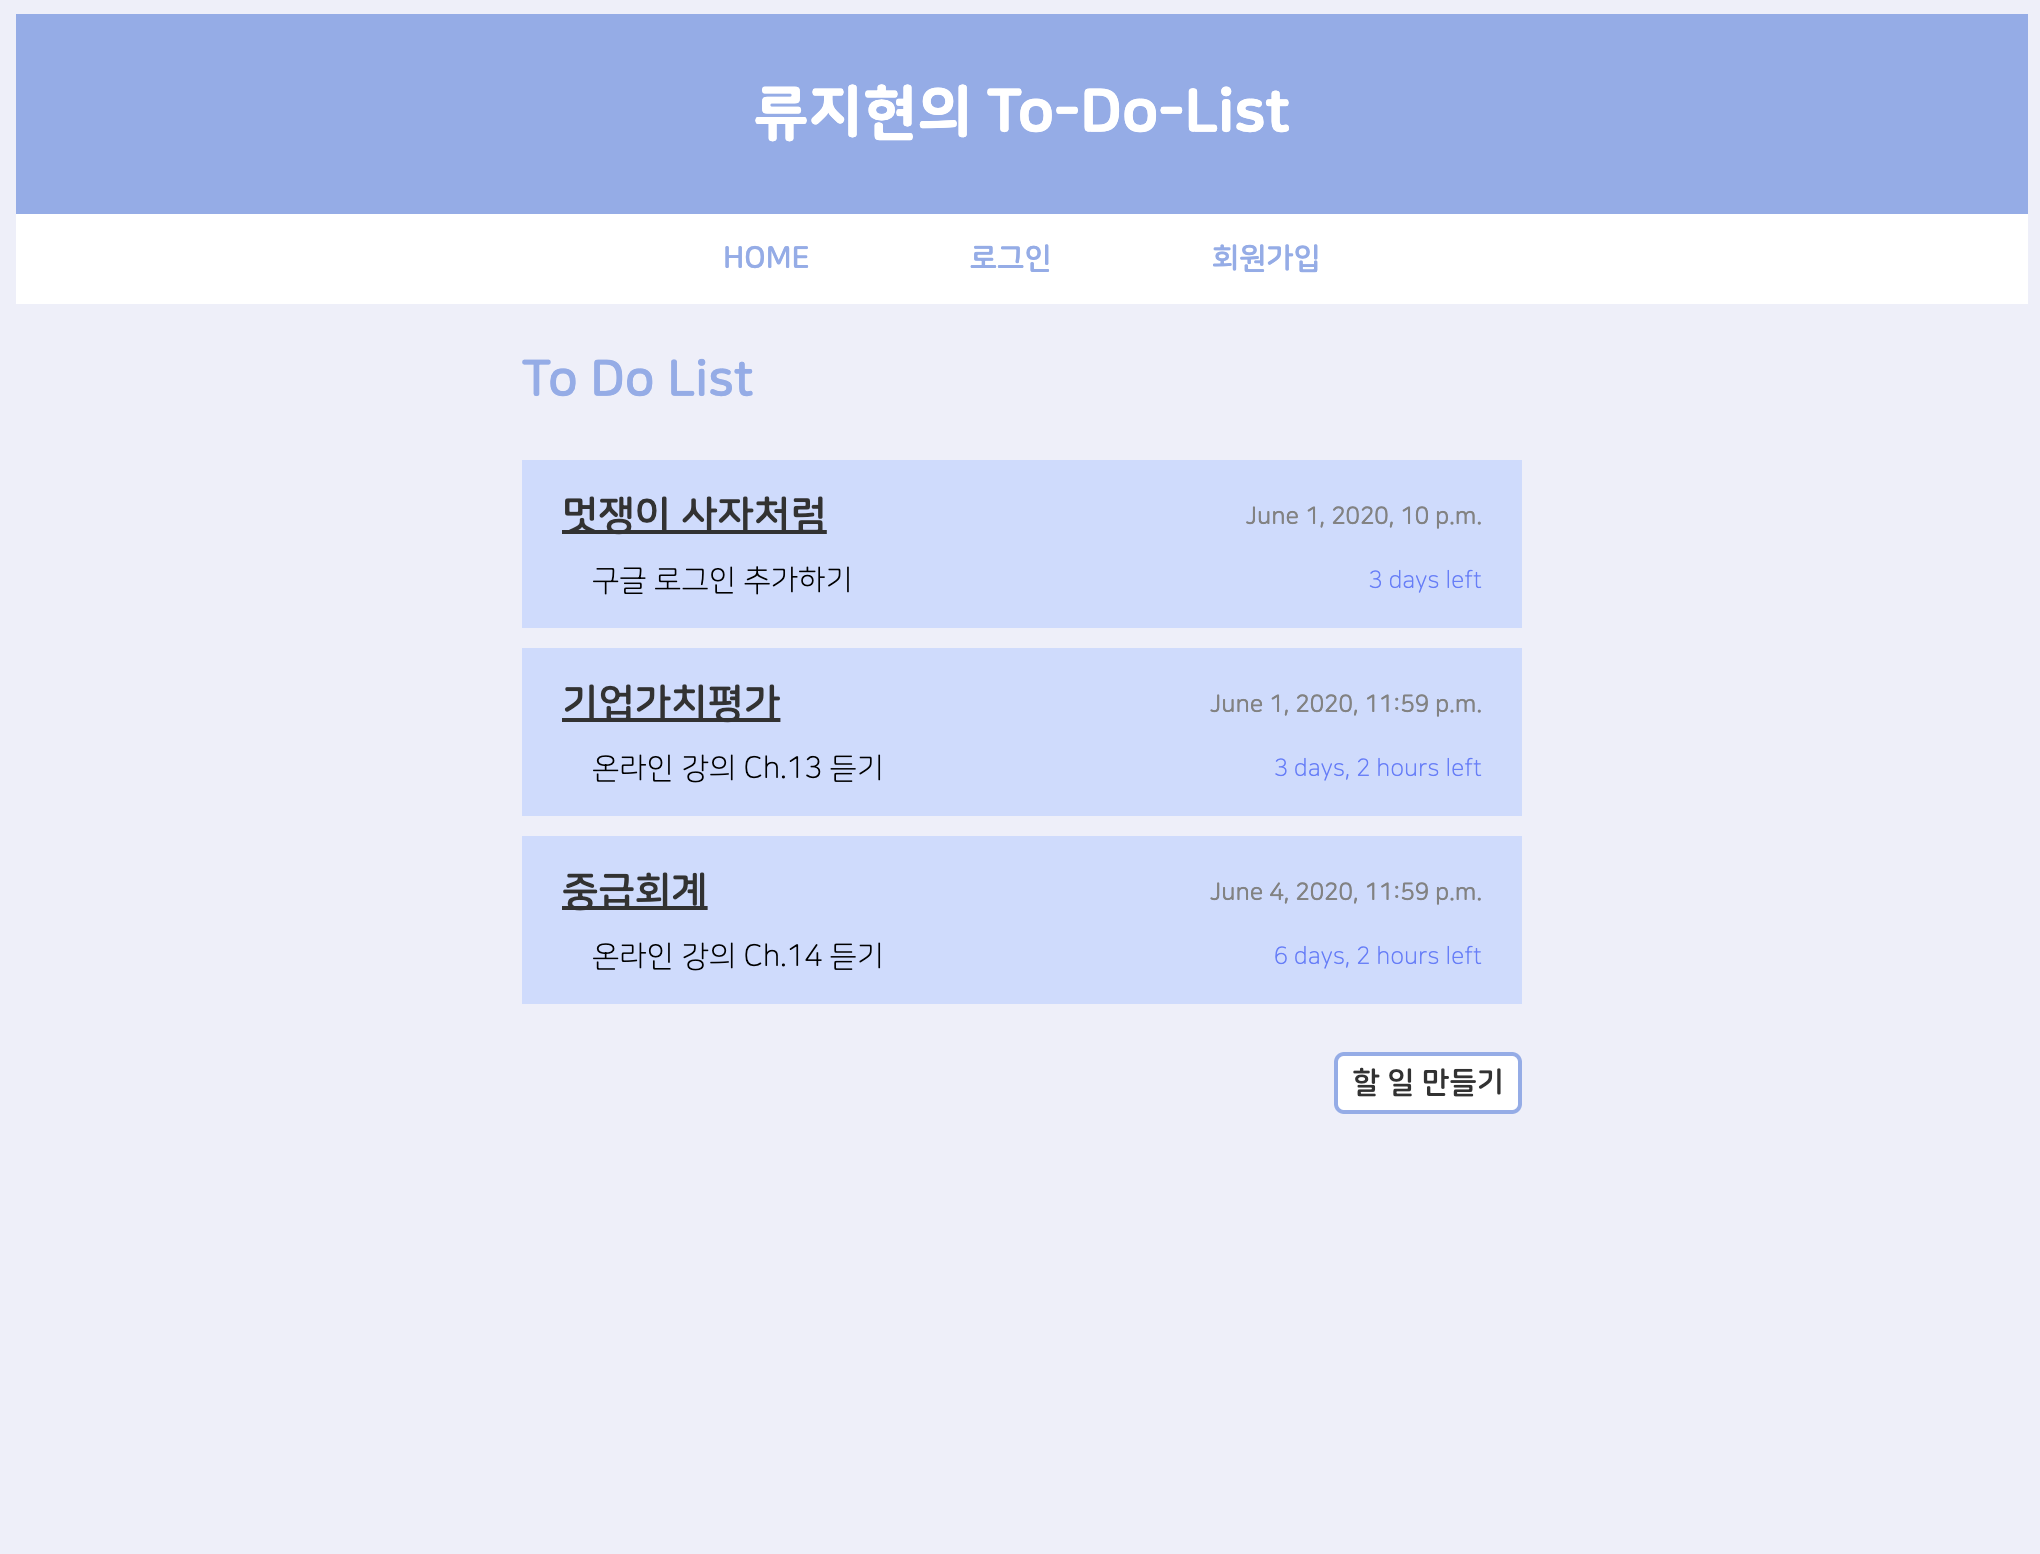 류지현의 To-Do-List
HOME 로그인 회원가입
To Do List
멋쟁이 사자처럼 June 1, 2020, 10 p.m.
구글 로그인 추가하기 3 days left
기업가치평가 June 1, 2020, 11:59 p.m.
온라인 강의 Ch.13 듣기 3 days, 2 hours left
중급회계 June 4, 2020, 11:59 p.m.
온라인 강의 Ch.14 듣기 6 days, 2 hours left
할 일 만들기